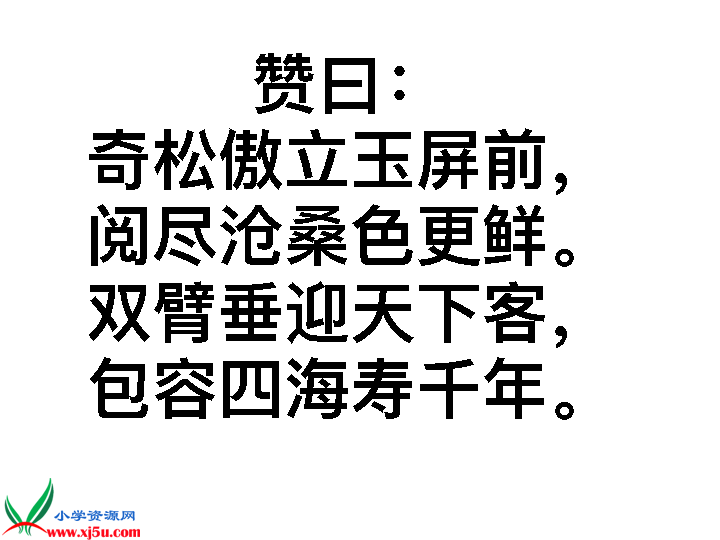 赞曰：
奇松傲立玉屏前，
阅尽沧桑色更鲜。
双臂垂迎天下客，
包容四海寿千年。
小学资源网
www.xj5u.com